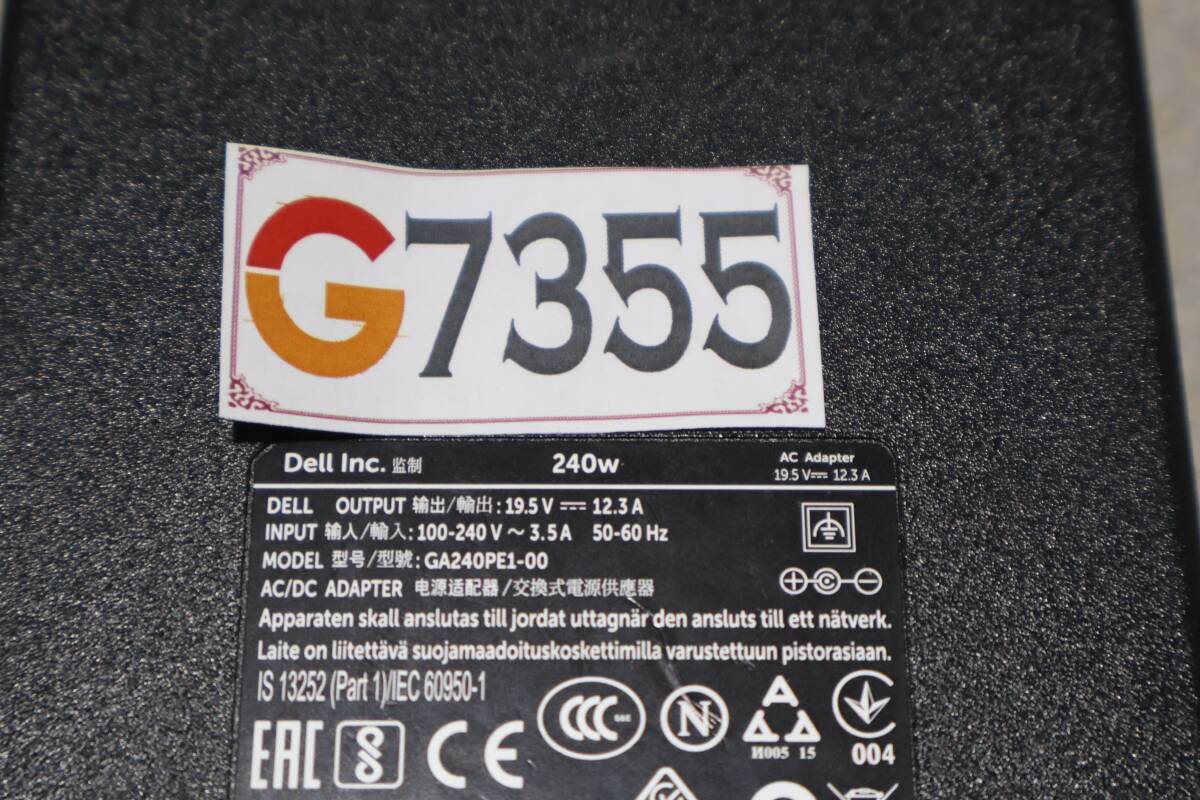 G7355
Dell Inc. 监制 240w AC Adapter
19.5 V⎓ 12.3 A
DELL OUTPUT 输出/輸出: 19.5 V ⎓ 12.3 A
INPUT 输入/輸入: 100-240 V ~ 3.5 A 50-60 Hz
MODEL 型号/型號: GA240PE1-00
AC/DC ADAPTER 电源适配器/交換式電源供應器
Apparaten skall anslutas till jordat uttagnär den ansluts till ett nätverk.
Laite on liitettävä suojamaadoituskoskettimilla varustettuun pistorasiaan.
IS 13252 (Part 1)/IEC 60950-1
EAC S CE CCC S&E N A
И005 15 004